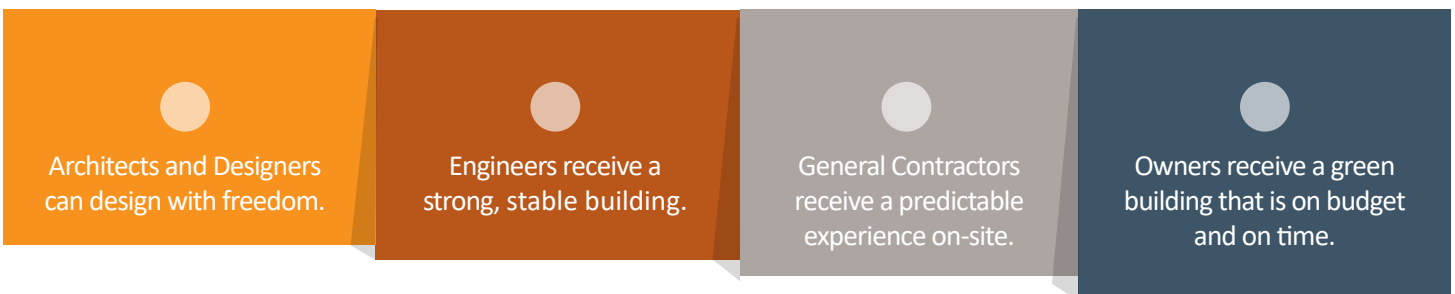 Architects and Designers
can design with freedom.
Engineers receive a
strong, stable building.
General Contractors
receive a predictable
experience on-site.
Owners receive a green
building that is on budget
and on time.